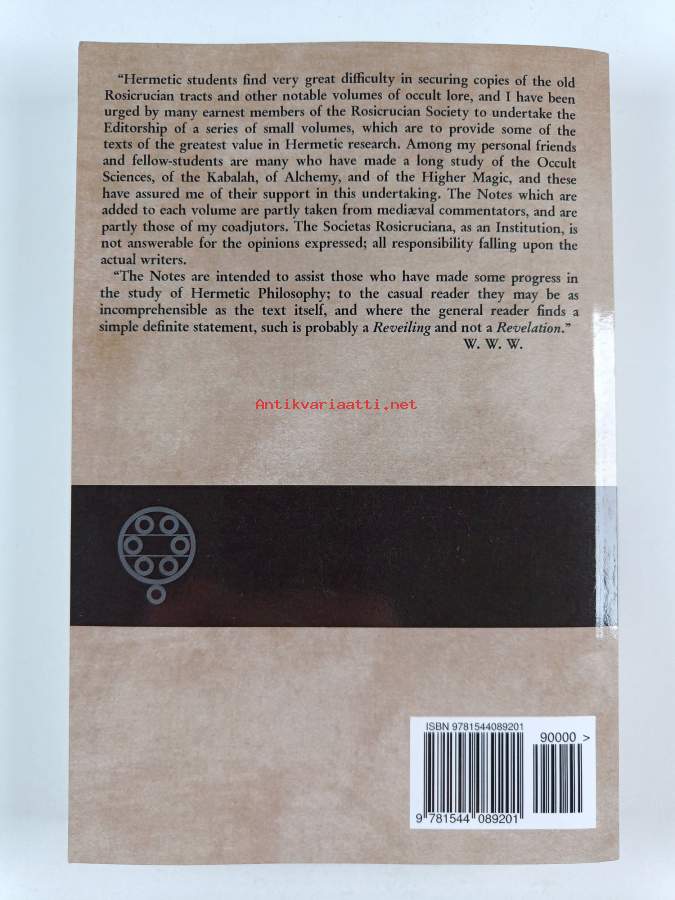 “Hermetic students find very great difficulty in securing copies of the old
Rosicrucian tracts and other notable volumes of occult lore, and I have been
urged by many earnest members of the Rosicrucian Society to undertake the
Editorship of a series of small volumes, which are to provide some of the
texts of the greatest value in Hermetic research. Among my personal friends
and fellow-students are many who have made a long study of the Occult
Sciences, of the Kabalah, of Alchemy, and of the Higher Magic, and these
have assured me of their support in this undertaking. The Notes which are
added to each volume are partly taken from mediæval commentators, and are
partly those of my coadjutors. The Societas Rosicruciana, as an Institution, is
not answerable for the opinions expressed; all responsibility falling upon the
actual writers.
“The Notes are intended to assist those who have made some progress in
the study of Hermetic Philosophy; to the casual reader they may be as
incomprehensible as the text itself, and where the general reader finds a
simple definite statement, such is probably a Reveiling and not a Revelation.”
W. W. W.
Antikvariaatti.net
ISBN 9781544089201
90000 >
9 781544 089201